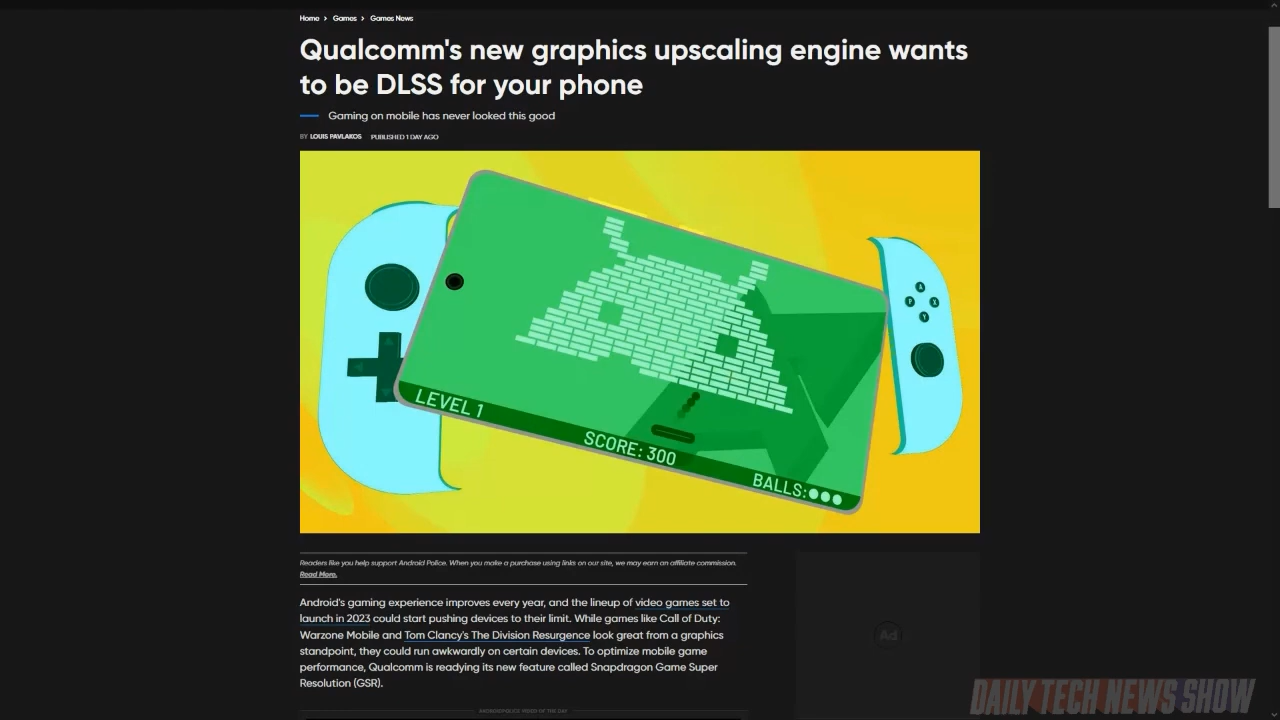 Home > Games > Games News
Qualcomm's new graphics upscaling engine wants
to be DLSS for your phone
Gaming on mobile has never looked this good
BY LOUIS PAVLAKOS PUBLISHED 1 DAY AGO
A
P X
Y
LEVEL 1
SCORE: 300
BALLS:
Readers like you help support Android Police. When you make a purchase using links on our site, we may earn an affiliate commission.
Read More.
Android's gaming experience improves every year, and the lineup of video games set to
launch in 2023 could start pushing devices to their limit. While games like Call of Duty:
Warzone Mobile and Tom Clancy's The Division Resurgence look great from a graphics
standpoint, they could run awkwardly on certain devices. To optimize mobile game
performance, Qualcomm is readying its new feature called Snapdragon Game Super
Resolution (GSR).
Ad
ANDROIDPOLICE VIDEO OF THE DAY
DAILY TECH NEWS SHOW